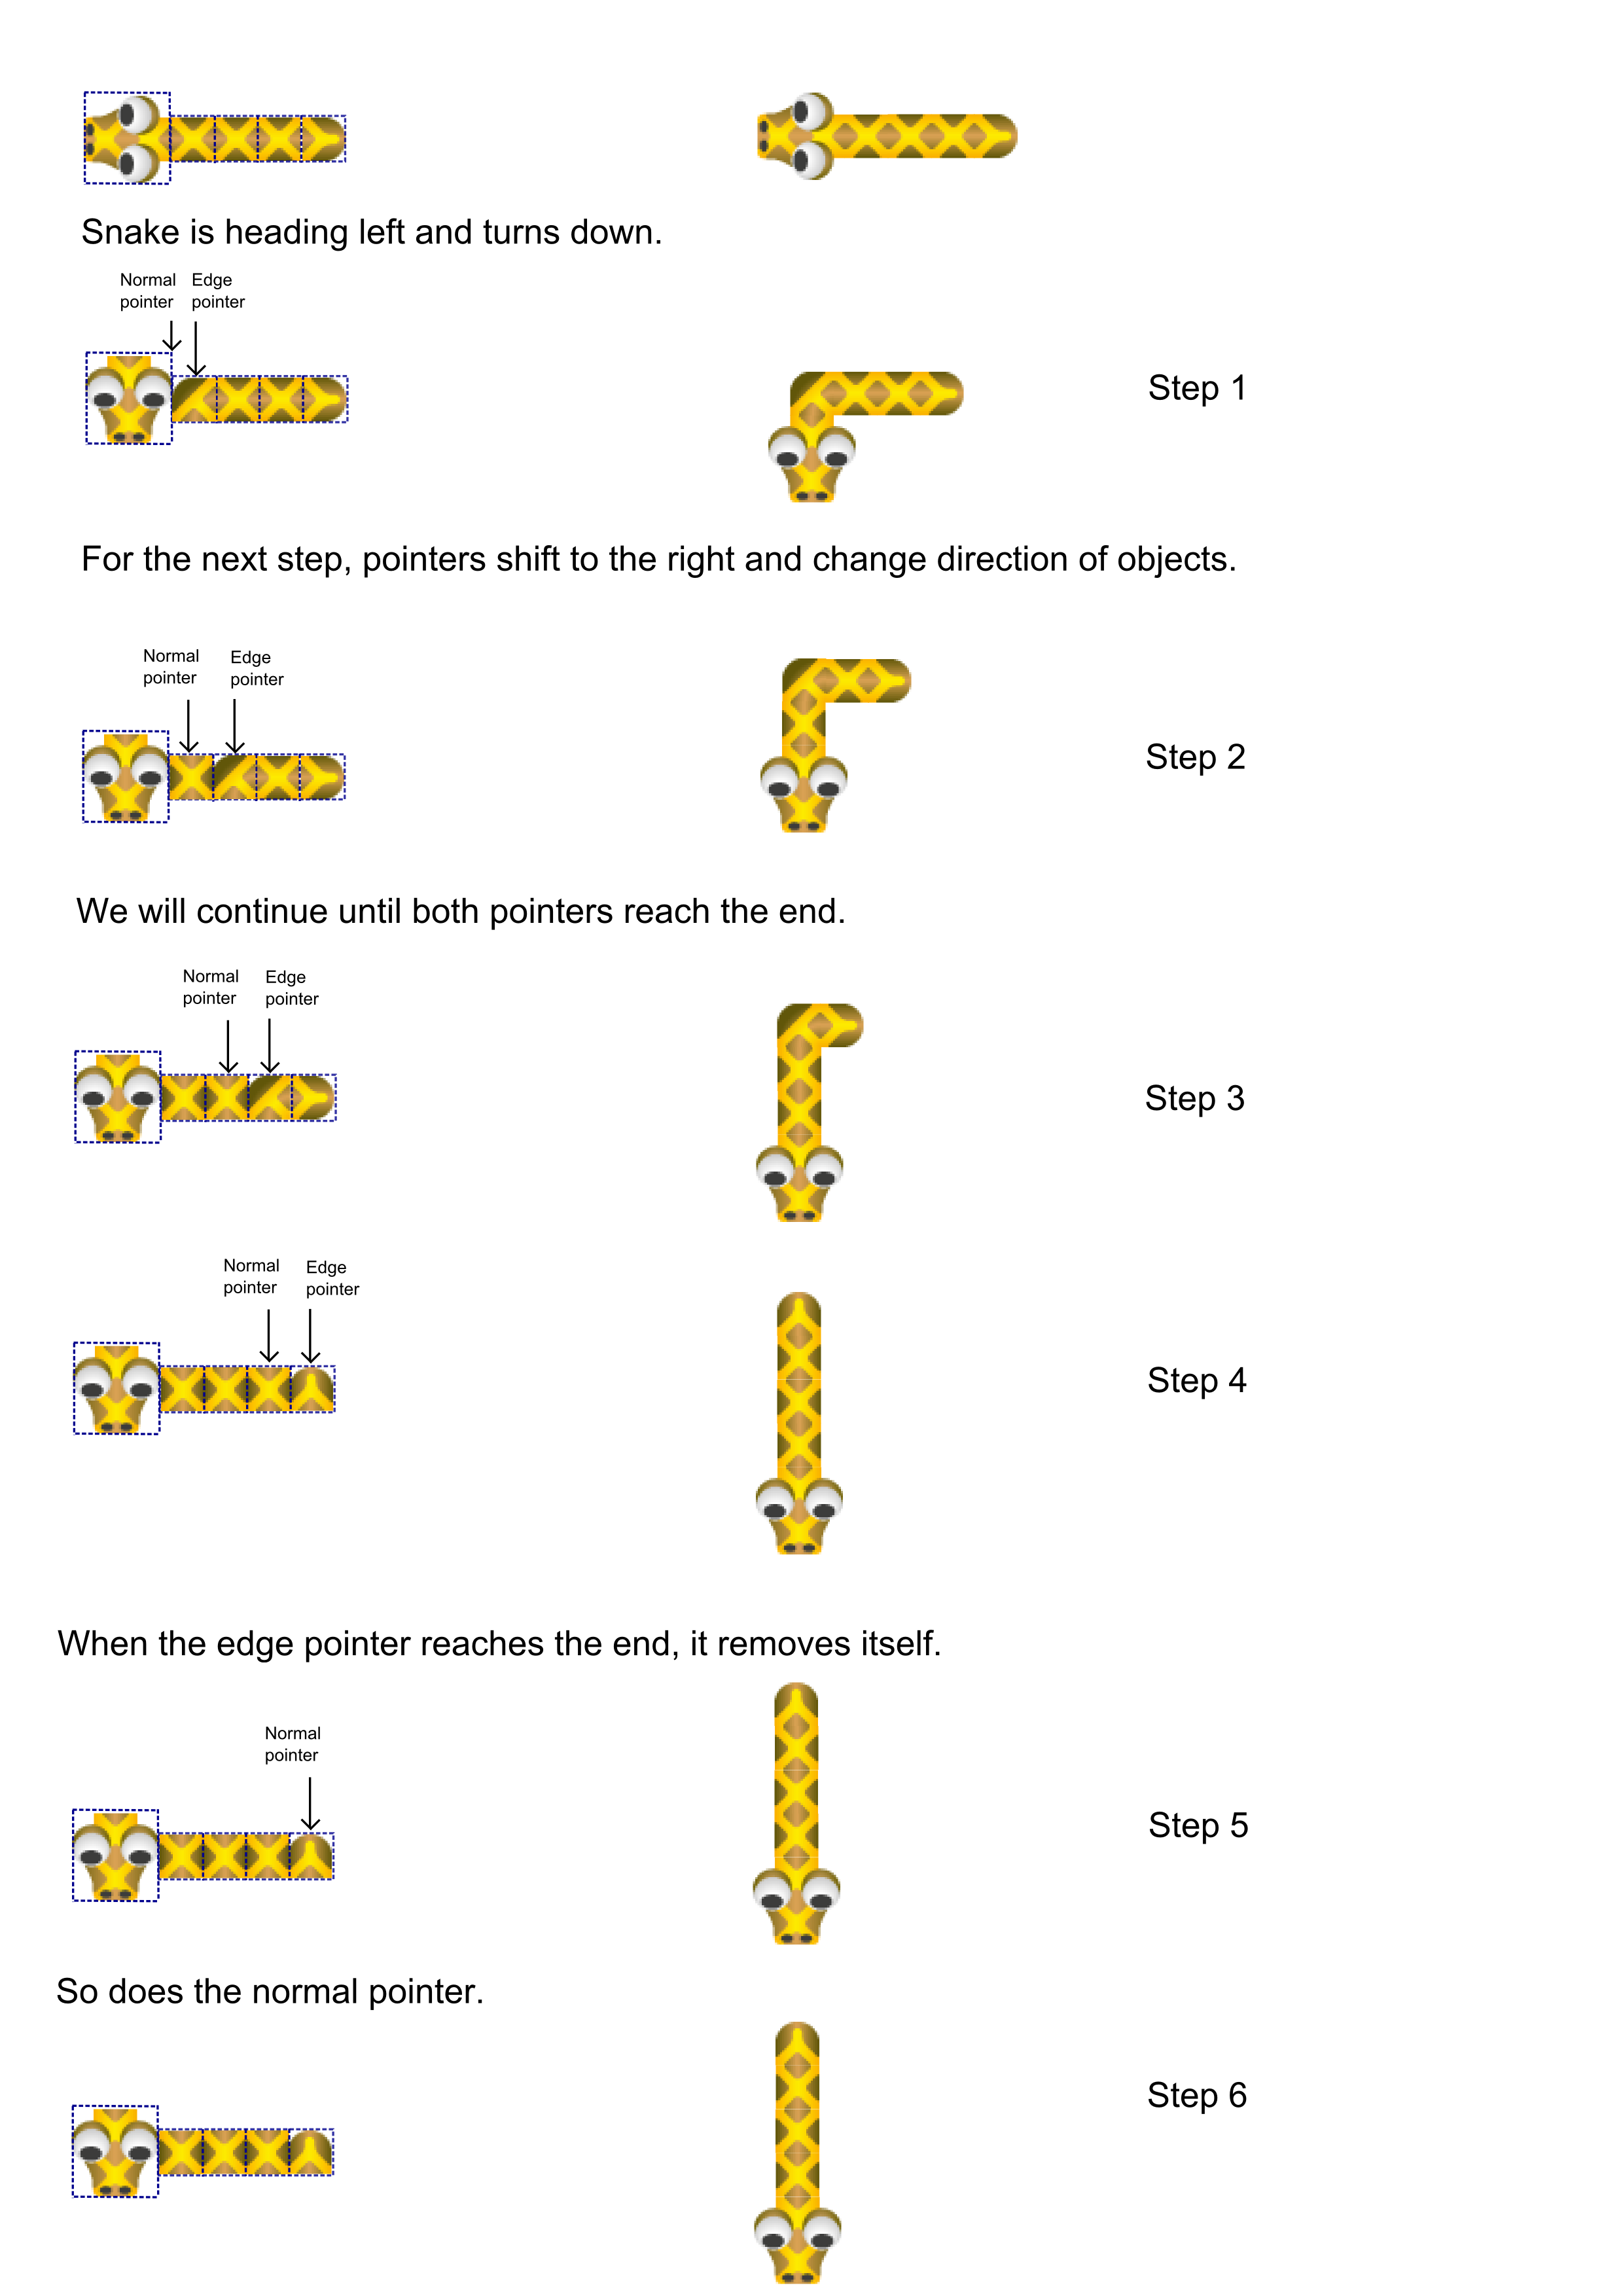 Snake is heading left and turns down.
Normal pointer
Edge pointer
Step 1
For the next step, pointers shift to the right and change direction of objects.
Normal pointer
Edge pointer
Step 2
We will continue until both pointers reach the end.
Normal pointer
Edge pointer
Step 3
Normal pointer
Edge pointer
Step 4
When the edge pointer reaches the end, it removes itself.
Normal pointer
Step 5
So does the normal pointer.
Step 6